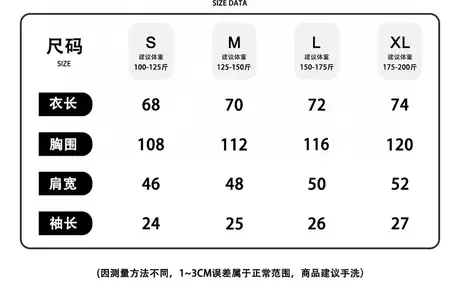 SIZE DATA
尺码 S M L XL
SIZE 建议体重 建议体重 建议体重 建议体重
100-125斤 125-150斤 150-175斤 175-200斤
衣长 68 70 72 74
胸围 108 112 116 120
肩宽 46 48 50 52
袖长 24 25 26 27
(因测量方法不同，1~3CM误差属于正常范围，商品建议手洗)